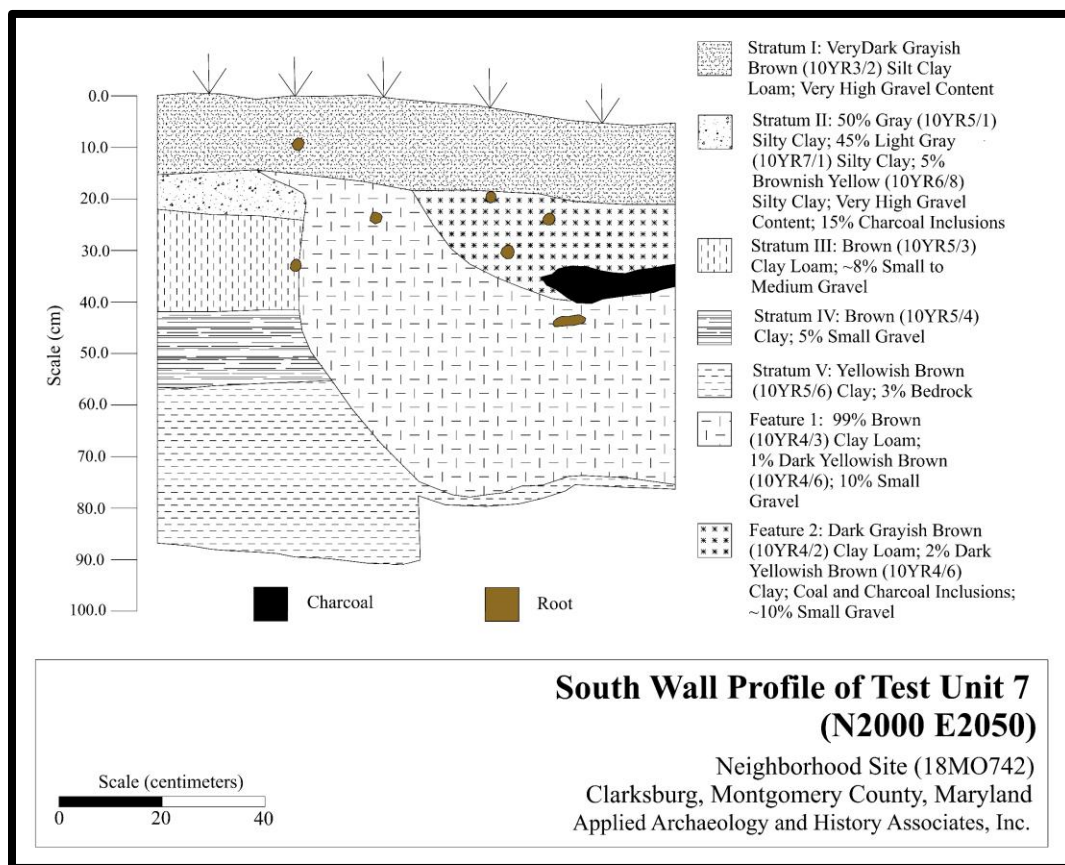 Scale (cm)
0.0
10.0
20.0
30.0
40.0
50.0
60.0
70.0
80.0
90.0
100.0
Charcoal
Root
Stratum I: VeryDark Grayish
Brown (10YR3/2) Silt Clay
Loam; Very High Gravel Content
Stratum II: 50% Gray (10YR5/1)
Silty Clay; 45% Light Gray
(10YR7/1) Silty Clay; 5%
Brownish Yellow (10YR6/8)
Silty Clay; Very High Gravel
Content; 15% Charcoal Inclusions
Stratum III: Brown (10YR5/3)
Clay Loam; ~8% Small to
Medium Gravel
Stratum IV: Brown (10YR5/4)
Clay; 5% Small Gravel
Stratum V: Yellowish Brown
(10YR5/6) Clay; 3% Bedrock
Feature 1: 99% Brown
(10YR4/3) Clay Loam;
1% Dark Yellowish Brown
(10YR4/6); 10% Small
Gravel
Feature 2: Dark Grayish Brown
(10YR4/2) Clay Loam; 2% Dark
Yellowish Brown (10YR4/6)
Clay; Coal and Charcoal Inclusions;
~10% Small Gravel
South Wall Profile of Test Unit 7
(N2000 E2050)
Neighborhood Site (18MO742)
Clarksburg, Montgomery County, Maryland
Applied Archaeology and History Associates, Inc.
Scale (centimeters)
0 20 40